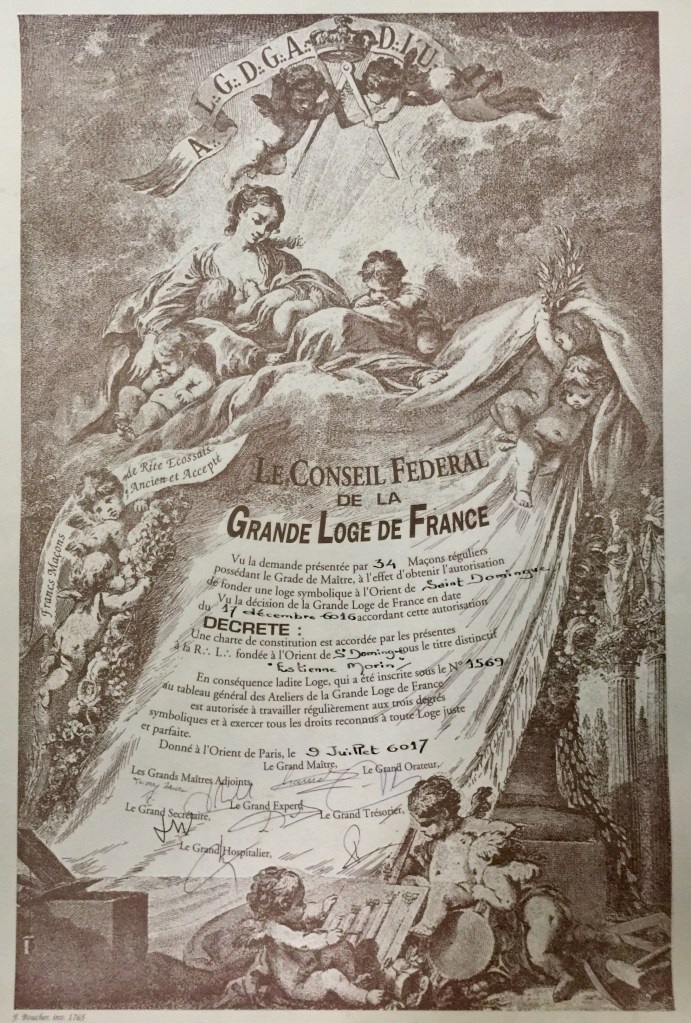 A∴ L∴ G∴ D∴ G∴ A∴ D∴ L∴ U∴
de Rite Ecossais
Ancien et Accepté
Francs Maçons
LE CONSEIL FEDERAL
DE LA
GRANDE LOGE DE FRANCE
Vu la demande présentée par 34 Maçons réguliers
possédant le Grade de Maître, à l'effet d'obtenir l'autorisation
de fonder une loge symbolique à l'Orient de Saint Domingue,
Vu la décision de la Grande Loge de France en date
du 17 décembre 6016 accordant cette autorisation
DECRETE :
Une charte de constitution est accordée par les présentes
à la R∴ L∴ fondée à l'Orient de St Domingue sous le titre distinctif
"Estienne Morin"
En conséquence ladite Loge, qui a été inscrite sous le N° 1569
au tableau général des Ateliers de la Grande Loge de France
est autorisée à travailler régulièrement aux trois degrés
symboliques et à exercer tous les droits reconnus à toute Loge juste
et parfaite.
Donné à l'Orient de Paris, le 9 Juillet 6017
Le Grand Maître,
Le Grand Orateur,
Les Grands Maîtres Adjoints,
Le Grand Secrétaire,
Le Grand Expert
Le Grand Trésorier,
Le Grand Hospitalier,
F. Boucher, inv. 1765